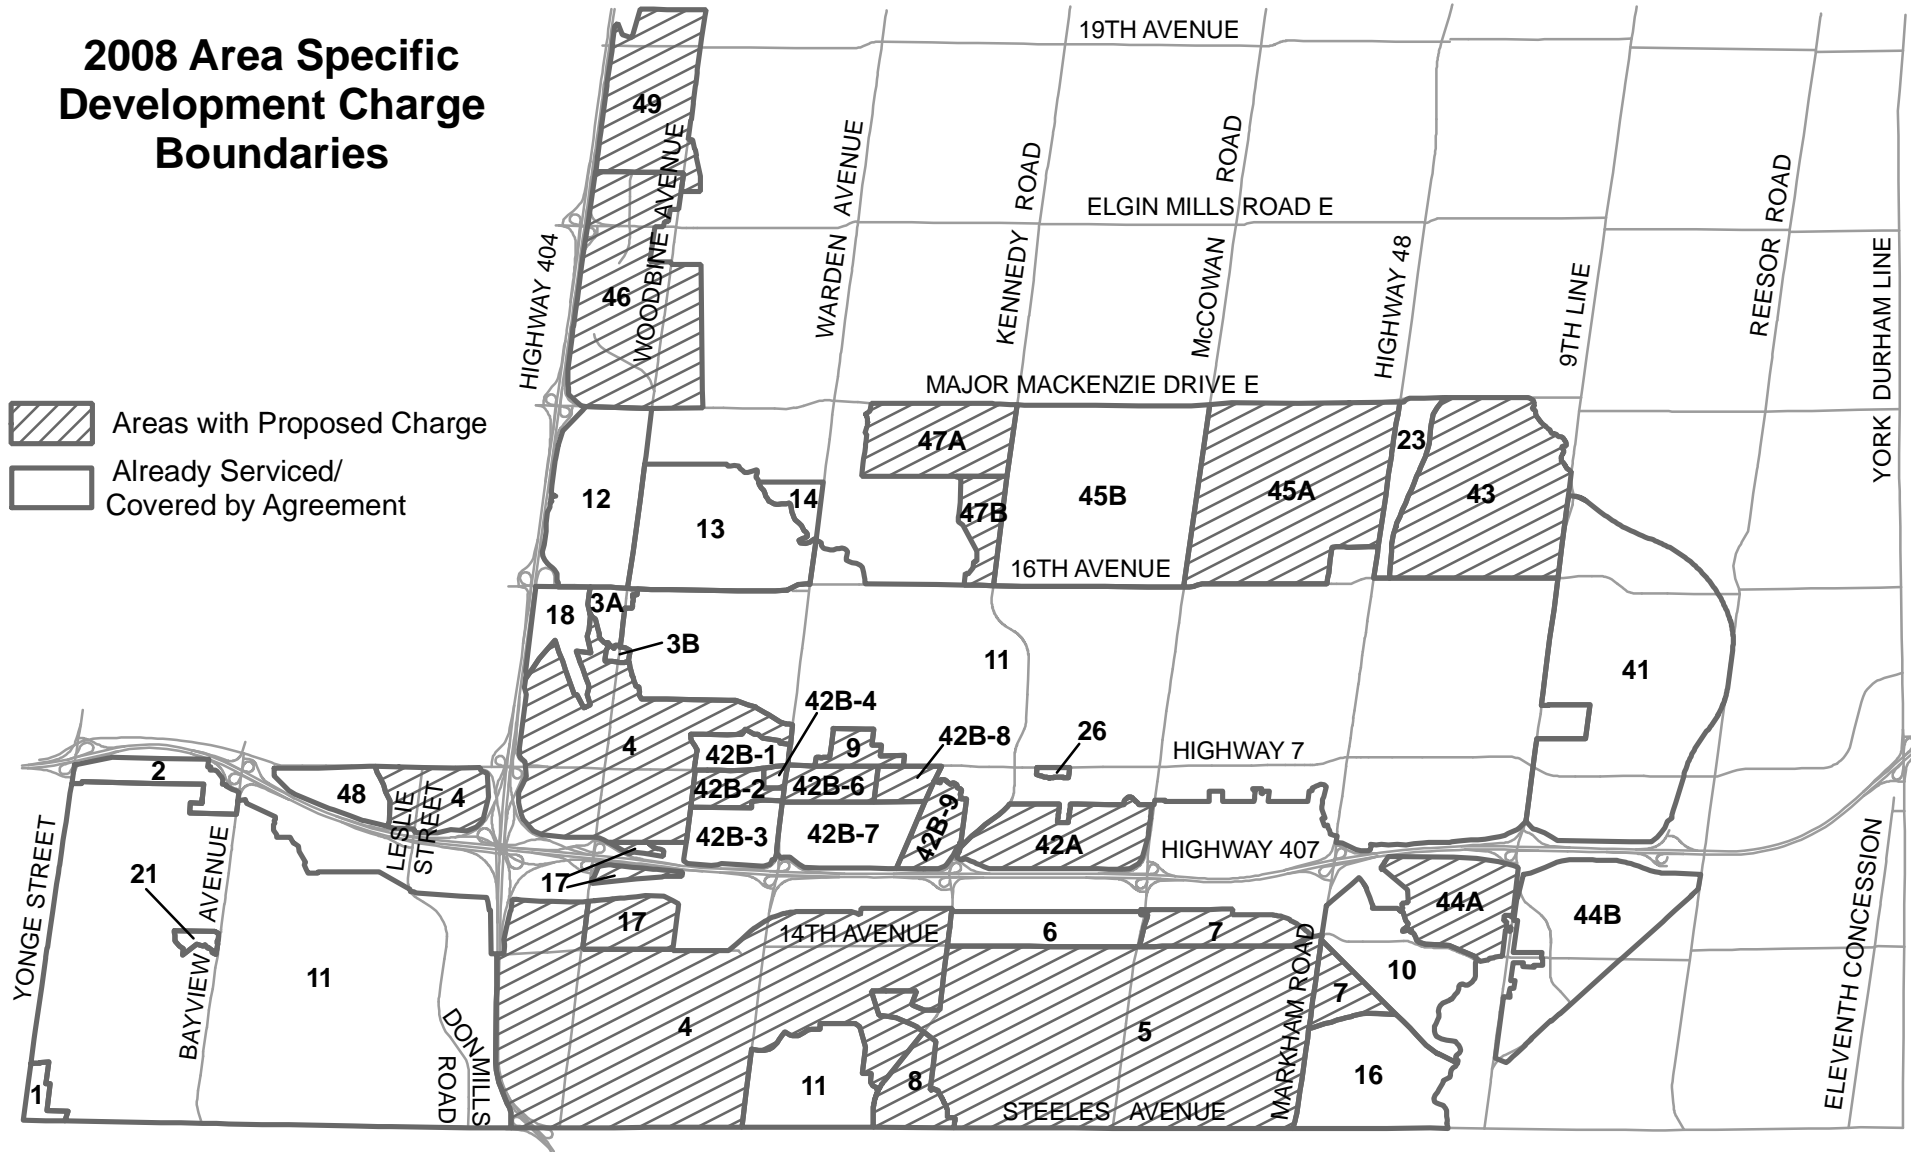 2008 Area Specific
Development Charge
Boundaries
19TH AVENUE
49
WOODBINE AVENUE
WARDEN AVENUE
KENNEDY ROAD
McCOWAN ROAD
ELGIN MILLS ROAD E
HIGHWAY 404
HIGHWAY 48
9TH LINE
REESOR ROAD
YORK DURHAM LINE
46
MAJOR MACKENZIE DRIVE E
Areas with Proposed Charge
Already Serviced/
Covered by Agreement
47A
23
12
14
13
47B
45B
45A
43
16TH AVENUE
18
3A
3B
11
41
42B-4
4
42B-1
9
42B-8
26
HIGHWAY 7
2
48
4
42B-2
42B-6
42B-3
42B-7
42B-9
42A
HIGHWAY 407
LESLIE
STREET
YONGE STREET
BAYVIEW AVENUE
21
17
17
14TH AVENUE
6
7
44A
44B
11
MARKHAM ROAD
10
7
4
5
DON MILLS
ROAD
11
8
16
1
STEELES AVENUE
ELEVENTH CONCESSION